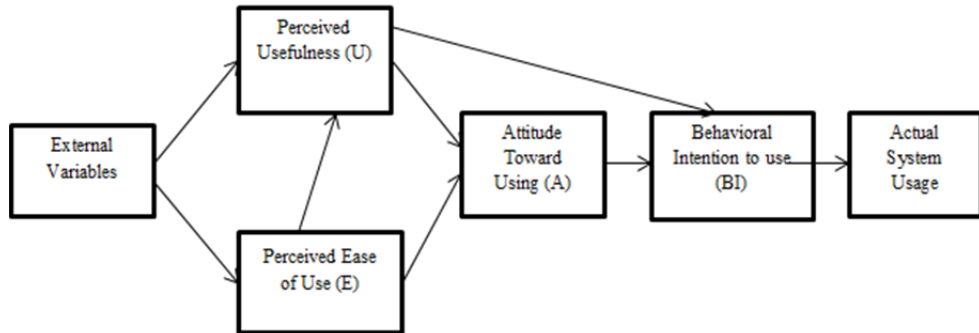 Perceived
Usefulness (U)
External
Variables
Perceived Ease
of Use (E)
Attitude
Toward
Using (A)
Behavioral
Intention to use
(BI)
Actual
System
Usage